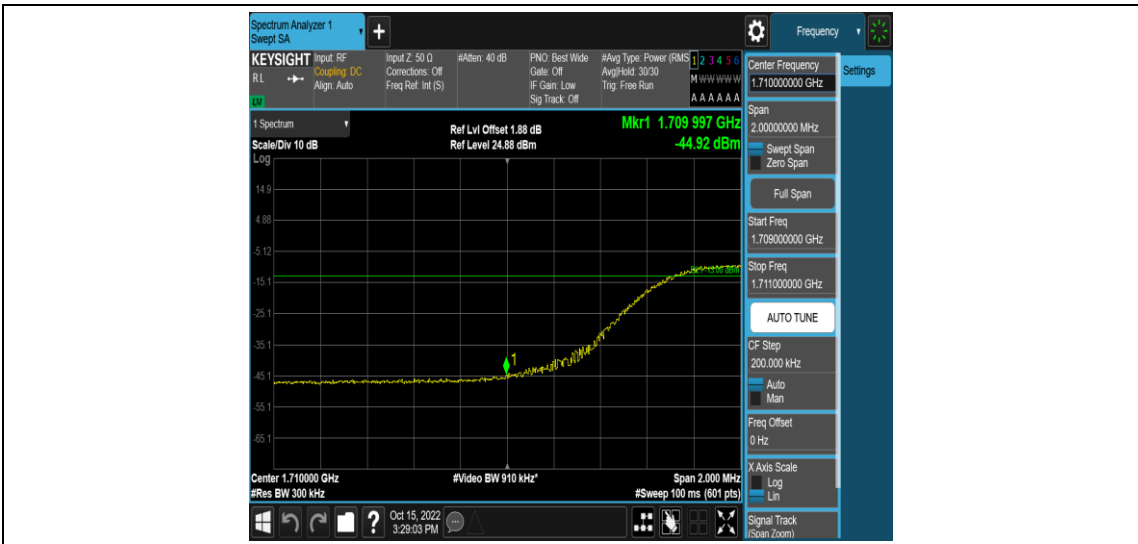 Spectrum Analyzer 1
Swept SA
+
Frequency
KEYSIGHT
RL
LXI
Input: RF
Coupling: DC
Align: Auto
Input Z: 50 Ω
Corrections: Off
Freq Ref: Int (S)
#Atten: 40 dB
PNO: Best Wide
Gate: Off
IF Gain: Low
Sig Track: Off
#Avg Type: Power (RMS
Avg|Hold: 30/30
Trig: Free Run
1 2 3 4 5 6
M W W W W W
A A A A A A
1 Spectrum
Scale/Div 10 dB
Log
Ref Lvl Offset 1.88 dB
Ref Level 24.88 dBm
Mkr1 1.709 997 GHz
-44.92 dBm
14.9
4.88
-5.12
-15.1
-25.1
-35.1
-45.1
-55.1
-65.1
1
Center 1.710000 GHz
#Res BW 300 kHz
#Video BW 910 kHz*
Span 2.000 MHz
#Sweep 100 ms (601 pts)
?
Oct 15, 2022
3:29:03 PM
Center Frequency
1.710000000 GHz
Settings
Span
2.00000000 MHz
Swept Span
Zero Span
Full Span
Start Freq
1.709000000 GHz
Stop Freq
1.711000000 GHz
AUTO TUNE
CF Step
200.000 kHz
Auto
Man
Freq Offset
0 Hz
X Axis Scale
Log
Lin
Signal Track
(Span Zoom)